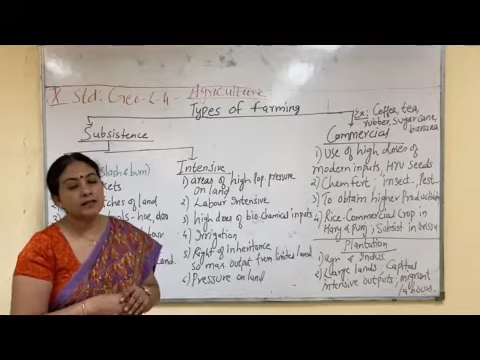 X Std: Geo-L-4 - Agriculture
Types of farming
Ex: Coffee, tea,
rubber, sugarcane,
banana
Subsistence
Commercial
(slash & burn)
Intensive
1) areas of high pop. pressure
on land
2) Labour Intensive
3) high doses of bio.chemical inputs
4) Irrigation
5) Right of inheritance
so max. output from limited land
6) Pressure on land
1) Use of high doses of
modern inputs, HYV Seeds
2) Chem fert; insect, Pest
3) To obtain higher Production
4) Rice-Commercial Crop in
Hary & Punj; Subsist in Orissa
Plantation
1) agri & Indus
2) Large lands, Capital
Intensive outputs; migrant
labours.